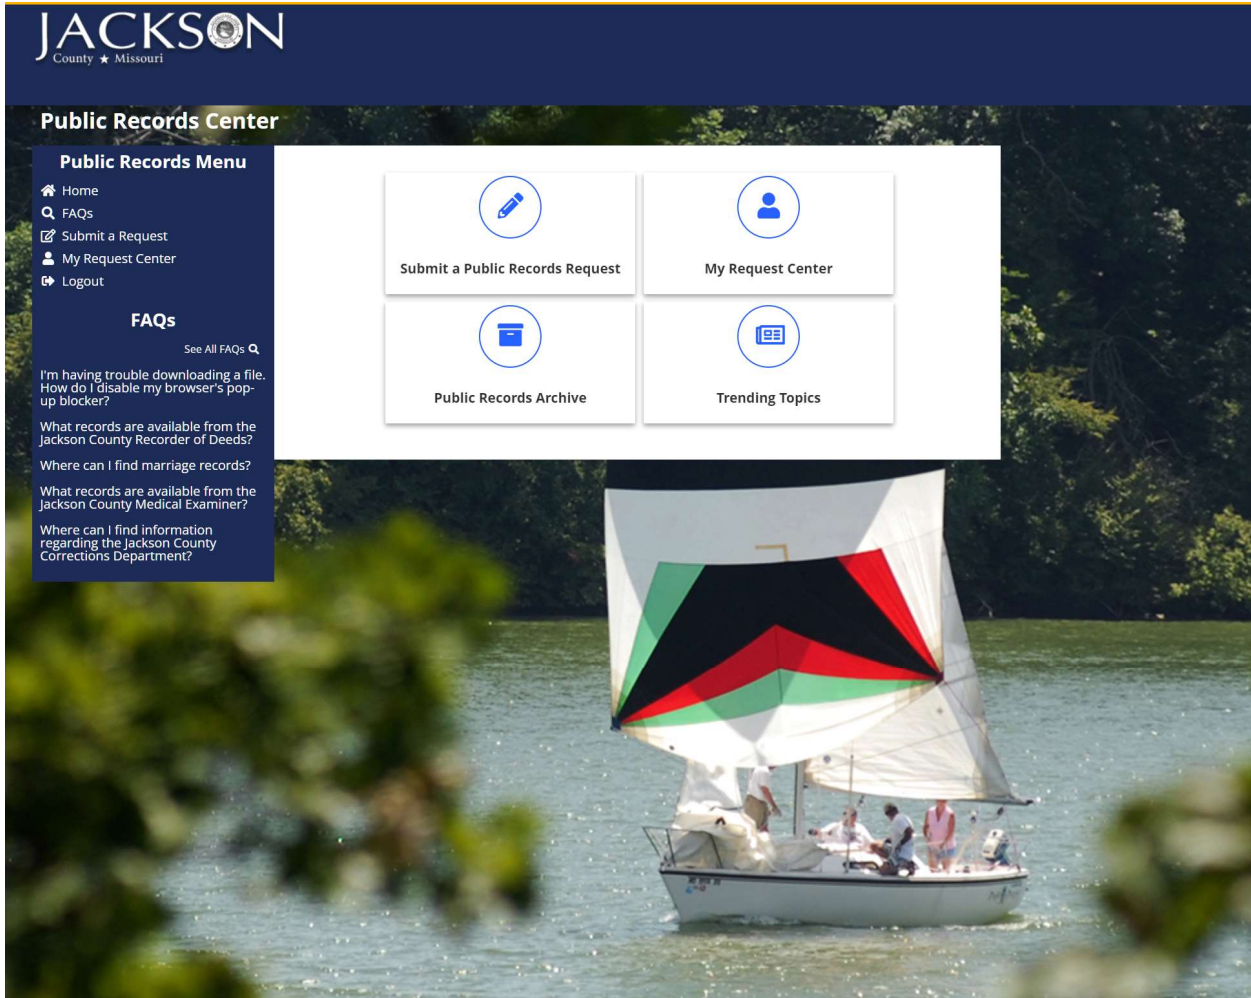 JACKSON
County ★ Missouri
Public Records Center
Public Records Menu
Home
FAQs
Submit a Request
My Request Center
Logout
FAQs
See All FAQs
I'm having trouble downloading a file.
How do I disable my browser's pop-
up blocker?
What records are available from the
Jackson County Recorder of Deeds?
Where can I find marriage records?
What records are available from the
Jackson County Medical Examiner?
Where can I find information
regarding the Jackson County
Corrections Department?
Submit a Public Records Request
My Request Center
Public Records Archive
Trending Topics